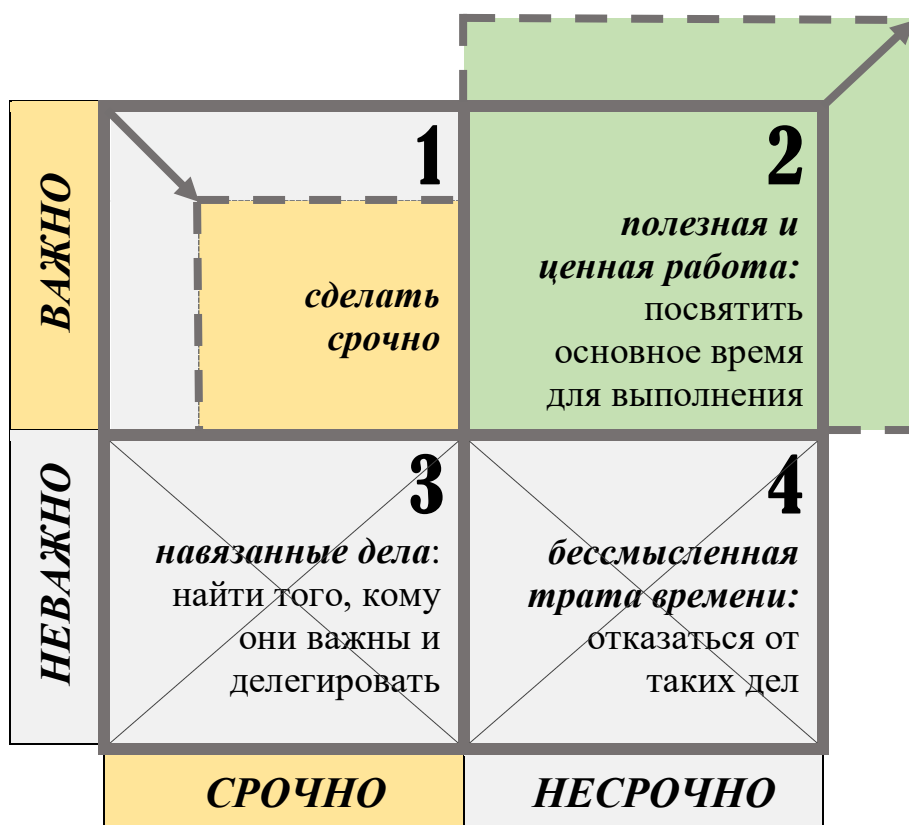 ВАЖНО
1
сделать
срочно
2
полезная и
ценная работа:
посвятить
основное время
для выполнения
НЕВАЖНО
3
навязанные дела:
найти того, кому
они важны и
делегировать
4
бессмысленная
трата времени:
отказаться от
таких дел
СРОЧНО
НЕСРОЧНО